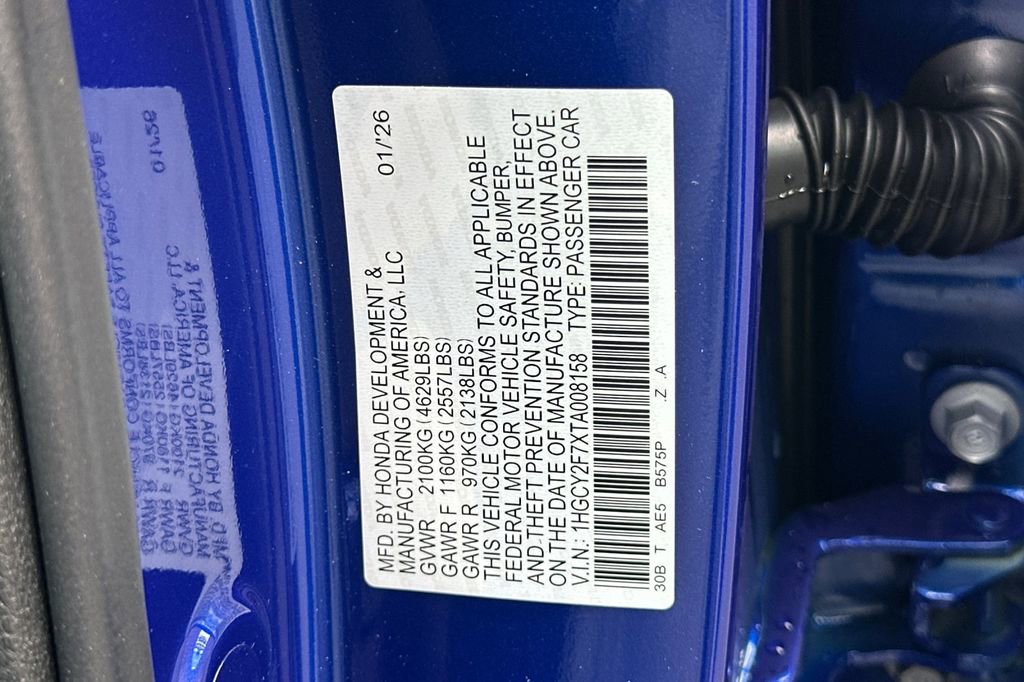 MFD. BY HONDA DEVELOPMENT &
MANUFACTURING OF AMERICA, LLC 01/'26
GVWR 2100KG (4629LBS)
GAWR F 1160KG (2557LBS)
GAWR R 970KG (2138LBS)
THIS VEHICLE CONFORMS TO ALL APPLICABLE
FEDERAL MOTOR VEHICLE SAFETY, BUMPER,
AND THEFT PREVENTION STANDARDS IN EFFECT
ON THE DATE OF MANUFACTURE SHOWN ABOVE.
V.I.N.: 1HGCY2F7XTA008158 TYPE: PASSENGER CAR
30B T AE5 B575P .Z .A